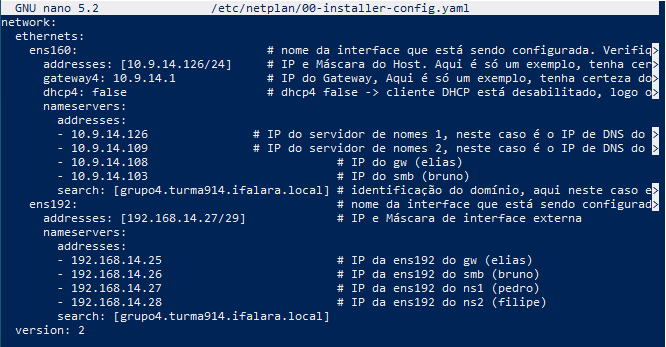 GNU nano 5.2 /etc/netplan/00-installer-config.yaml
network:
  ethernets:
    ens160: # nome da interface que está sendo configurada. Verifiq>
      addresses: [10.9.14.126/24] # IP e Máscara do Host. Aqui é só um exemplo, tenha cer>
      gateway4: 10.9.14.1 # IP do Gateway, Aqui é só um exemplo, tenha certeza do>
      dhcp4: false # dhcp4 false -> cliente DHCP está desabilitado, logo o>
      nameservers:
        addresses:
        - 10.9.14.126 # IP do servidor de nomes 1, neste caso é o IP de DNS do >
        - 10.9.14.109 # IP do servidor de nomes 2, neste caso é o IP de DNS do >
        - 10.9.14.108 # IP do gw (elias)
        - 10.9.14.103 # IP do smb (bruno)
        search: [grupo4.turma914.ifalara.local] # identificação do domínio, aqui neste caso e>
    ens192: # nome da interface que está sendo configurad>
      addresses: [192.168.14.27/29] # IP e Máscara de interface externa
      nameservers:
        addresses:
        - 192.168.14.25 # IP da ens192 do gw (elias)
        - 192.168.14.26 # IP da ens192 do smb (bruno)
        - 192.168.14.27 # IP da ens192 do ns1 (pedro)
        - 192.168.14.28 # IP da ens192 do ns2 (filipe)
        search: [grupo4.turma914.ifalara.local]
  version: 2